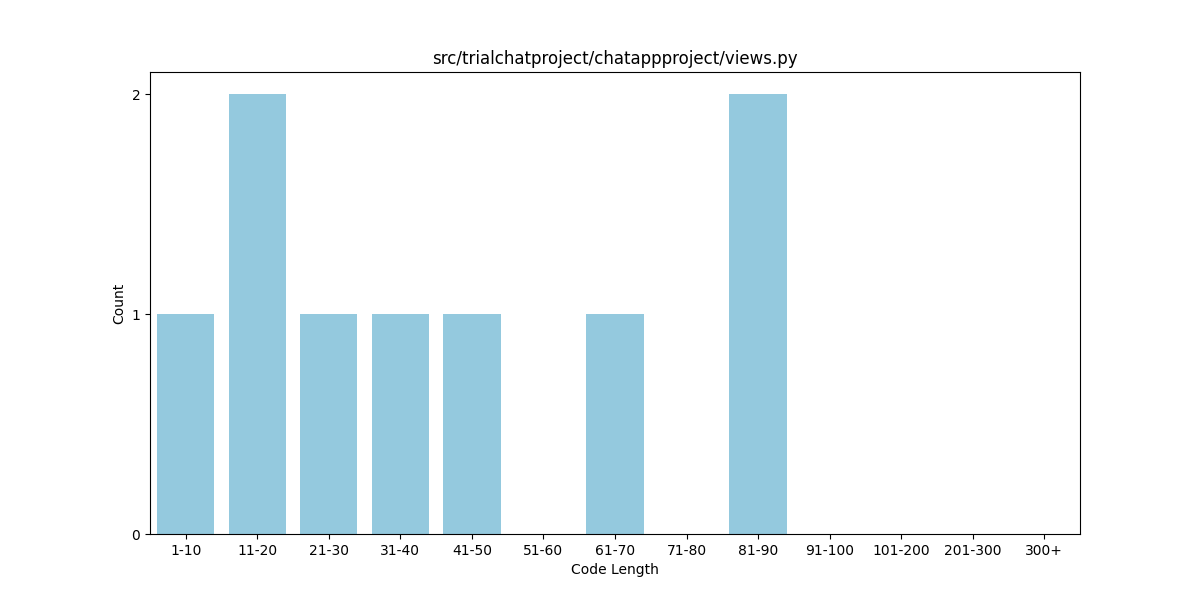 src/trialchatproject/chatappproject/views.py
2
1
0
Count
1-10 11-20 21-30 31-40 41-50 51-60 61-70 71-80 81-90 91-100 101-200 201-300 300+
Code Length